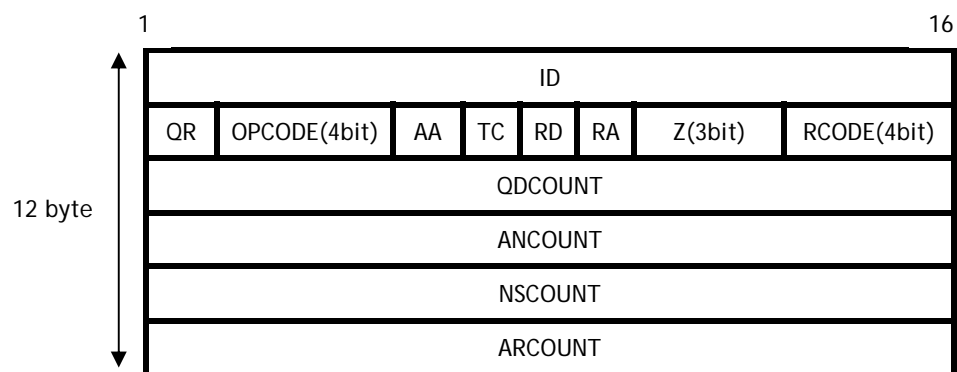 1 16
ID
QR OPCODE(4bit) AA TC RD RA Z(3bit) RCODE(4bit)
QDCOUNT
12 byte
ANCOUNT
NSCOUNT
ARCOUNT